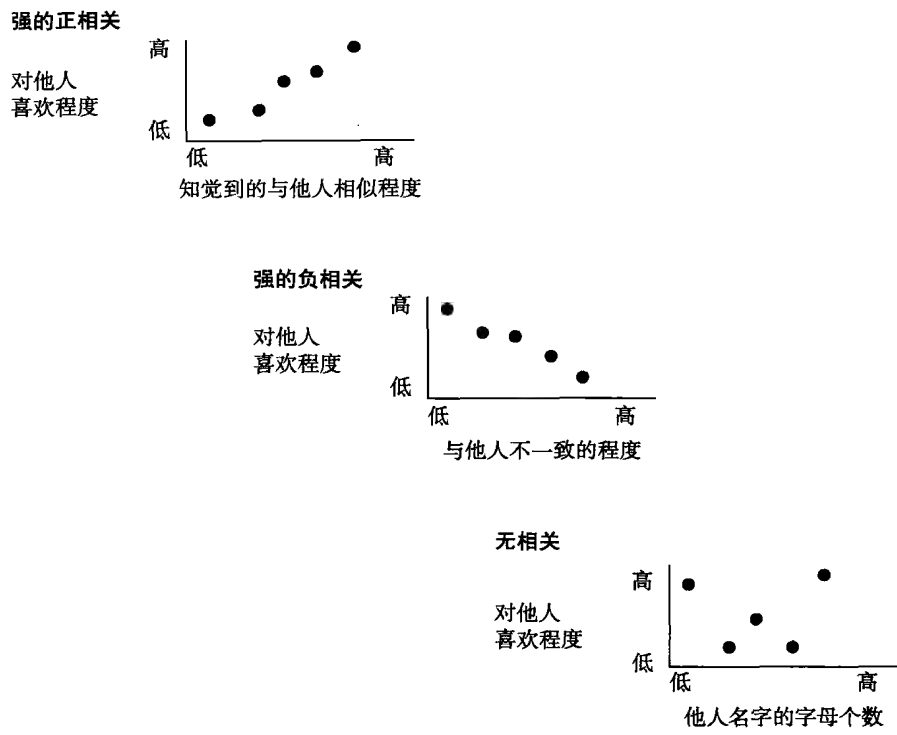 强的正相关
高
对他人
喜欢程度
低
低
高
知觉到的与他人相似程度
强的负相关
高
对他人
喜欢程度
低
低
高
与他人不一致的程度
无相关
高
对他人
喜欢程度
低
低
高
他人名字的字母个数